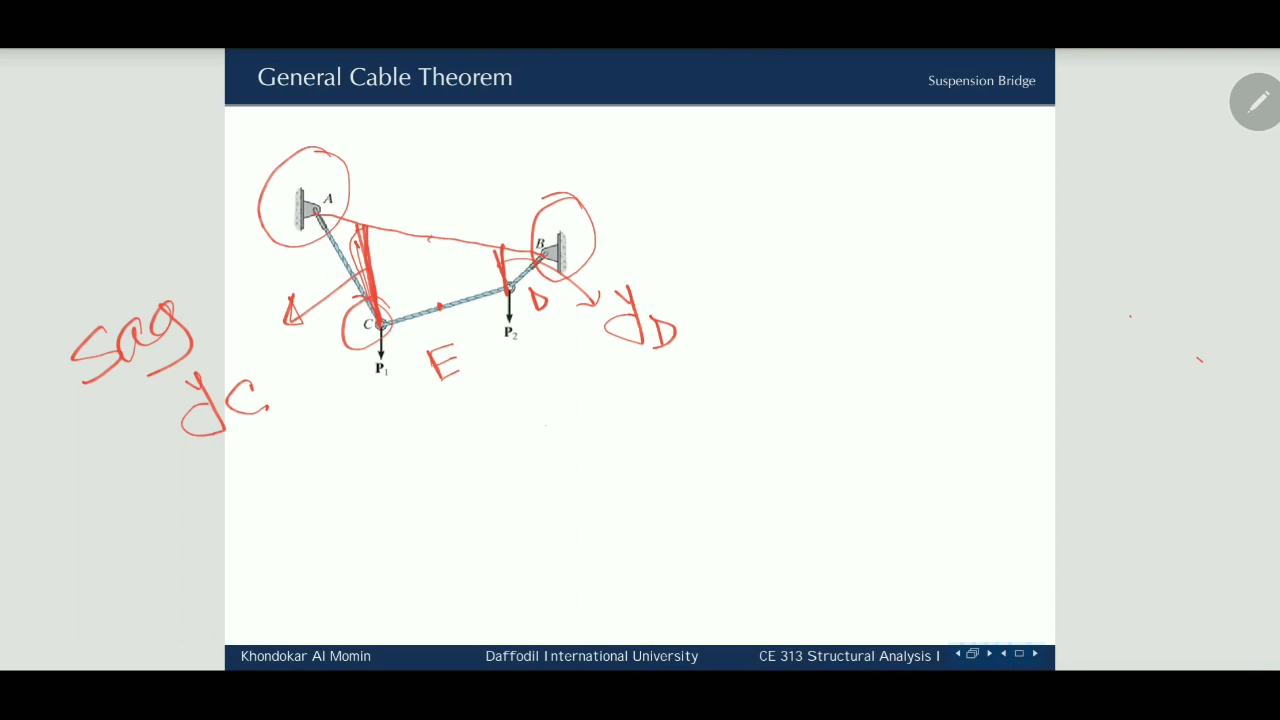 General Cable Theorem
Suspension Bridge
A
B
C
D
P1
P2
E
yD
sag
yC
Khondokar Al Momin
Daffodil International University
CE 313 Structural Analysis I